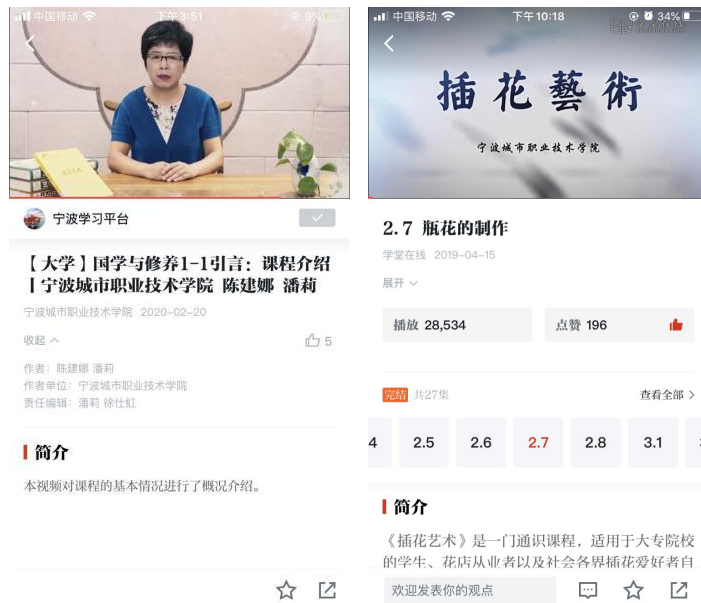 中国移动
下午3:51
宁波学习平台
【大学】国学与修养1-1引言:课程介绍
丨宁波城市职业技术学院 陈建娜 潘莉
宁波城市职业技术学院 2020-02-20
收起
5
作者:陈建娜 潘莉
作者单位:宁波城市职业技术学院
责任编辑:潘莉 徐仕虹
简介
本视频对课程的基本情况进行了概况介绍。
中国移动
下午10:18
34%
插花藝術
宁波城市职业技术学院
2.7 瓶花的制作
学堂在线 2019-04-15
展开
播放 28,534
点赞 196
完结 共27集
查看全部
4 2.5 2.6 2.7 2.8 3.1
简介
《插花艺术》是一门通识课程,适用于大专院校
的学生、花店从业者以及社会各界插花爱好者自
欢迎发表你的观点